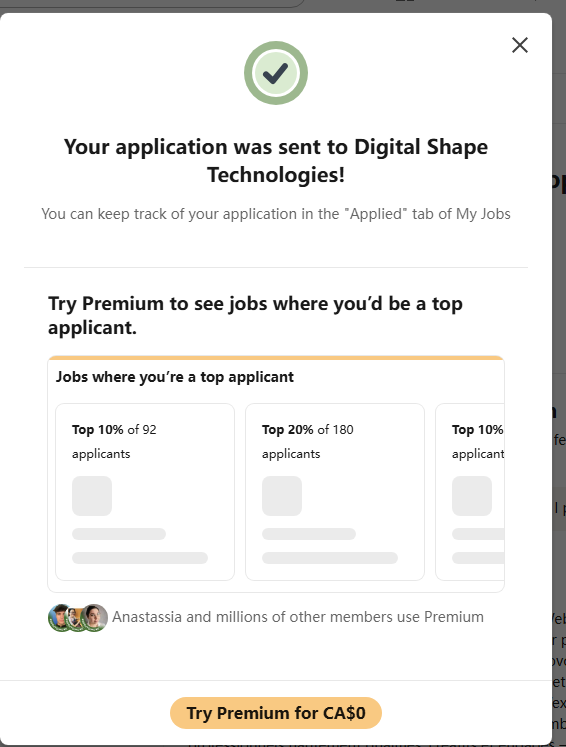 Your application was sent to Digital Shape
Technologies!
You can keep track of your application in the "Applied" tab of My Jobs
Try Premium to see jobs where you’d be a top
applicant.
Jobs where you’re a top applicant
Top 10% of 92
applicants
Top 20% of 180
applicants
Top 10%
applicant
Anastassia and millions of other members use Premium
Try Premium for CA$0